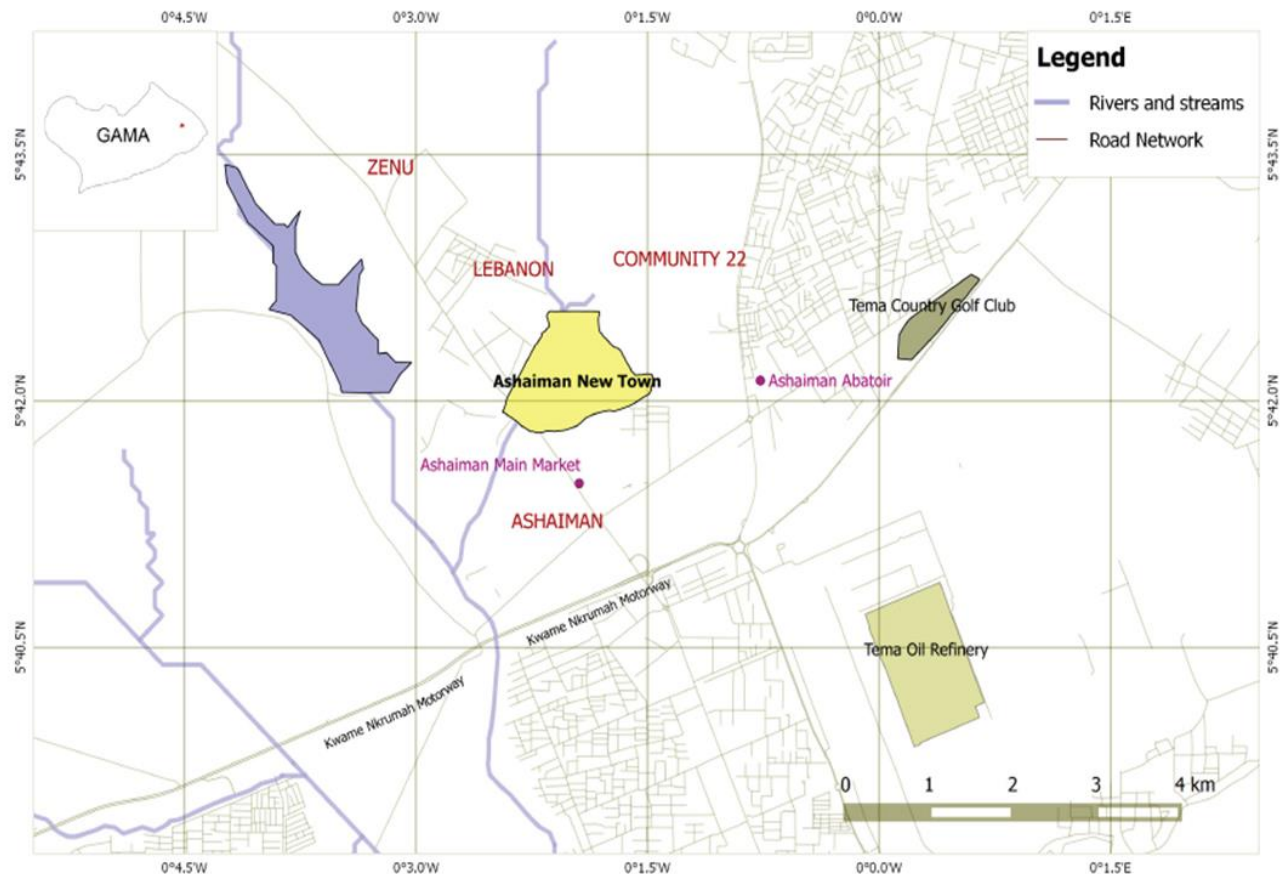 0°4.5'W 0°3.0'W 0°1.5'W 0°0.0'W 0°1.5'E
Legend
Rivers and streams
Road Network
GAMA
5°43.5'N 5°43.5'N
ZENU
COMMUNITY 22
LEBANON
Tema Country Golf Club
Ashaiman New Town
Ashaiman Abatoir
5°42.0'N 5°42.0'N
Ashaiman Main Market
ASHAIMAN
Kwame Nkrumah Motorway
5°40.5'N 5°40.5'N
Tema Oil Refinery
Kwame Nkrumah Motorway
0 1 2 3 4 km
0°4.5'W 0°3.0'W 0°1.5'W 0°0.0'W 0°1.5'E